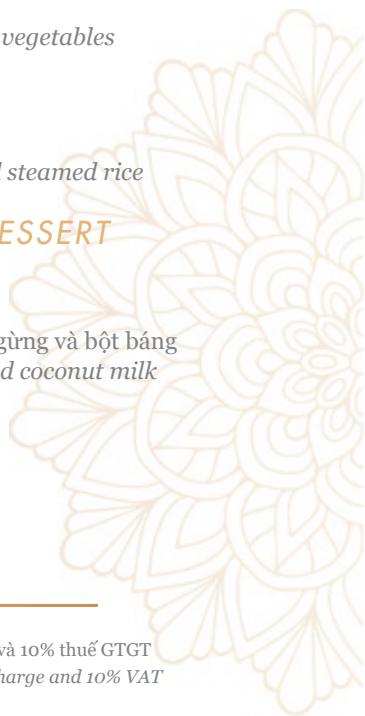 vegetables
steamed rice
ESSERT
gừng và bột báng
d coconut milk
và 10% thuế GTGT
harge and 10% VAT